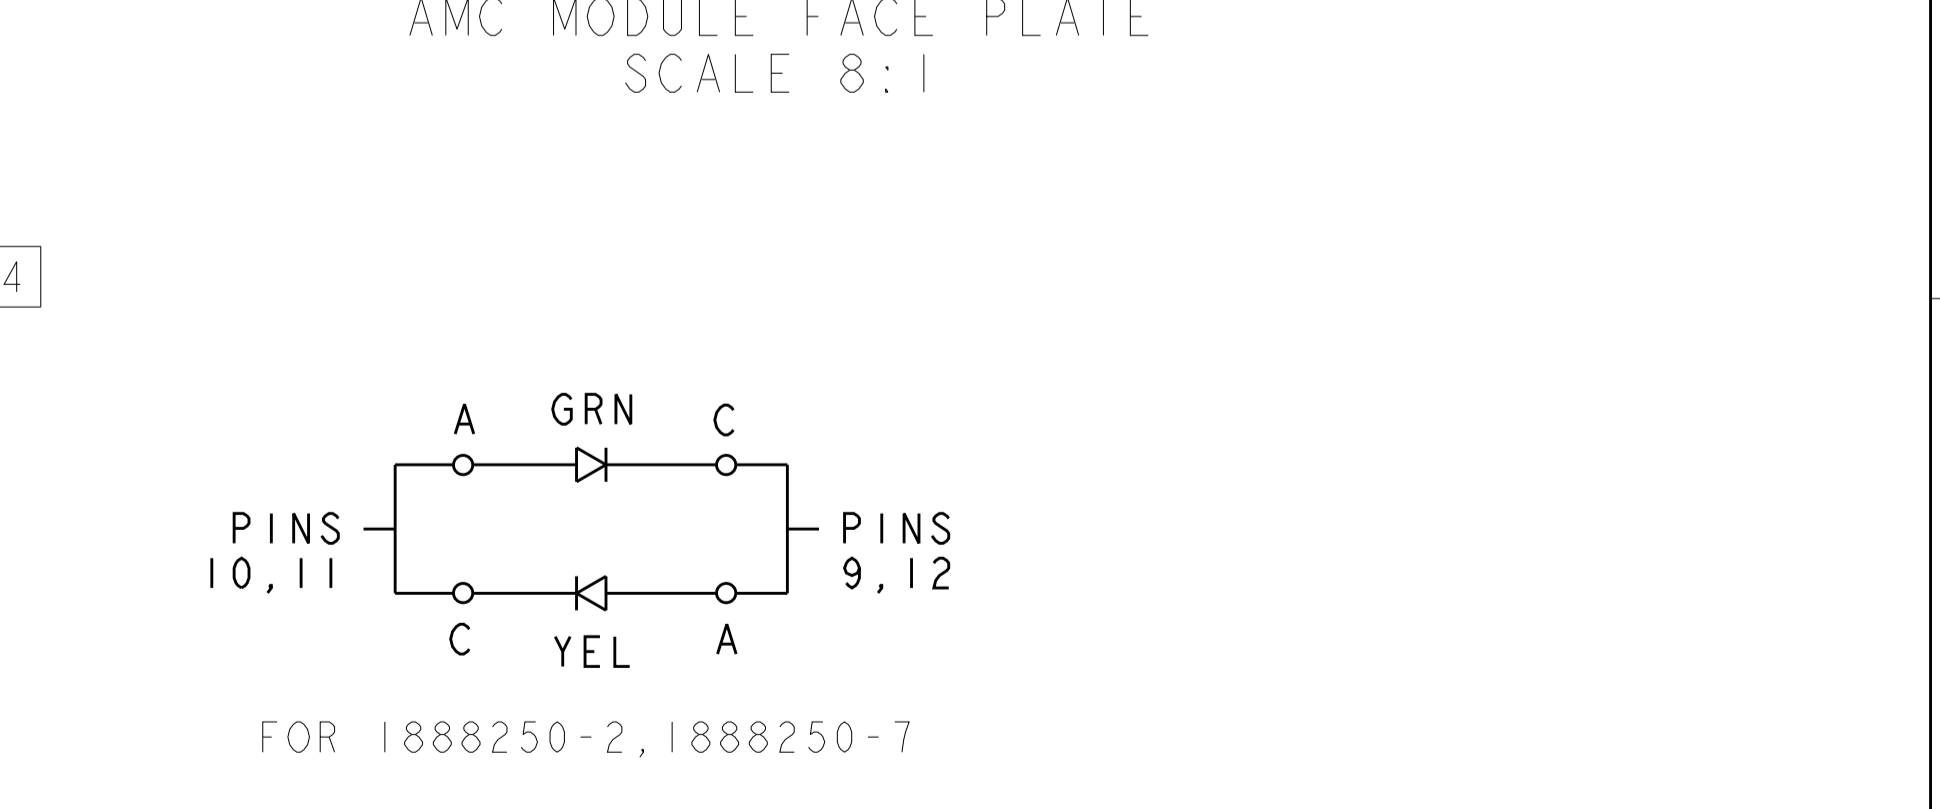 AMC MODULE FACE PLATE
SCALE 8:1
4
A GRN C
PINS
10,11
PINS
9,12
C YEL A
FOR 1888250-2,1888250-7